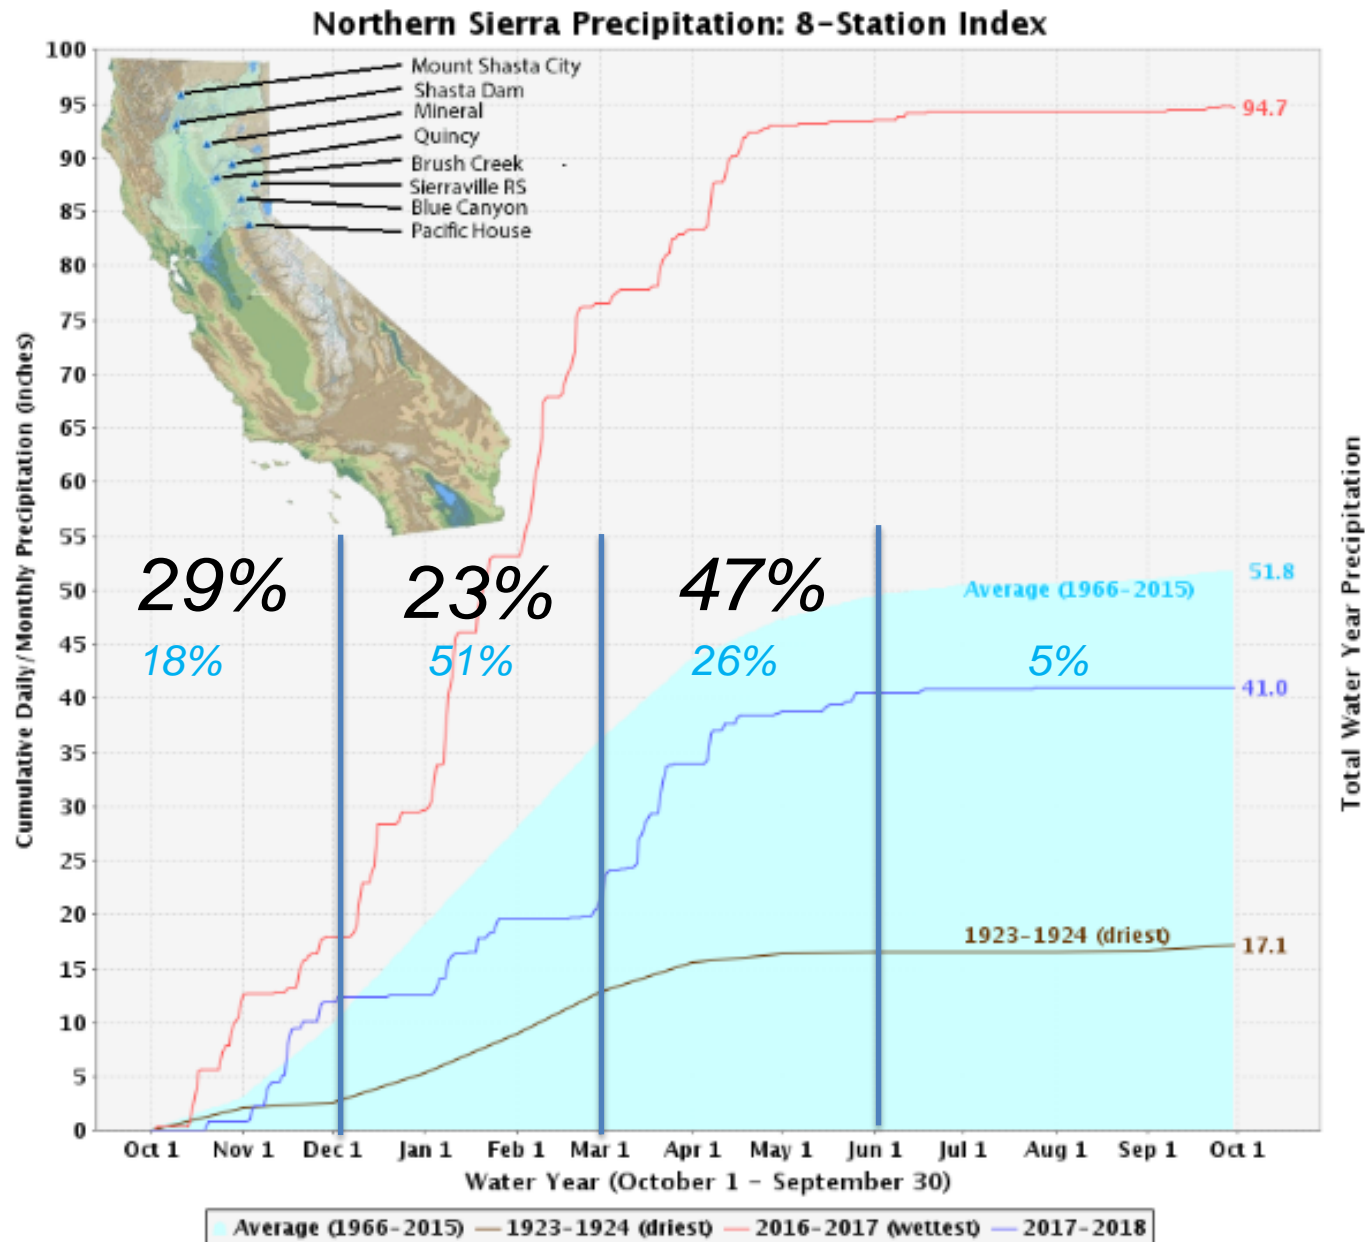 Northern Sierra Precipitation: 8-Station Index
Mount Shasta City
Shasta Dam
Mineral
Quincy
Brush Creek
Sierraville RS
Blue Canyon
Pacific House
Cumulative Daily/Monthly Precipitation (inches)
100
95
90
85
80
75
70
65
60
55
50
45
40
35
30
25
20
15
10
5
0
94.7
29%
23%
47%
18%
51%
26%
5%
Average (1966-2015)
51.8
41.0
1923-1924 (driest)
17.1
Total Water Year Precipitation
Oct 1 Nov 1 Dec 1 Jan 1 Feb 1 Mar 1 Apr 1 May 1 Jun 1 Jul 1 Aug 1 Sep 1 Oct 1
Water Year (October 1 - September 30)
Average (1966-2015) 1923-1924 (driest) 2016-2017 (wettest) 2017-2018